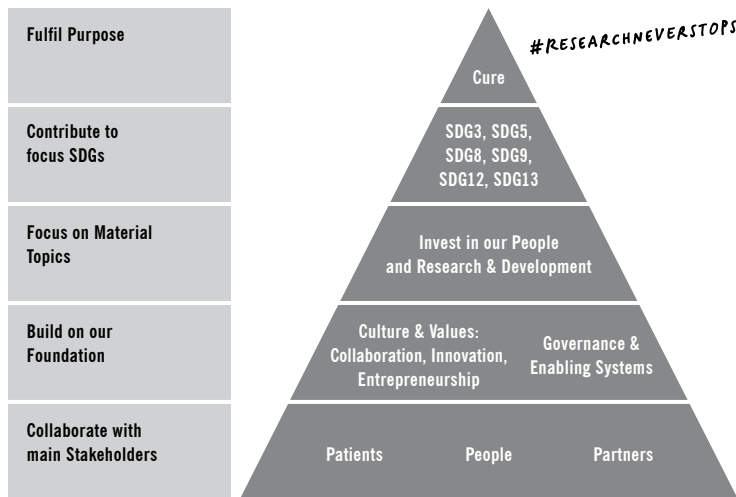 Fulfil Purpose
#RESEARCHNEVERSTOPS
Cure
Contribute to
focus SDGs
SDG3, SDG5,
SDG8, SDG9,
SDG12, SDG13
Focus on Material
Topics
Invest in our People
and Research & Development
Build on our
Foundation
Culture & Values:
Collaboration, Innovation,
Entrepreneurship
Governance &
Enabling Systems
Collaborate with
main Stakeholders
Patients People Partners